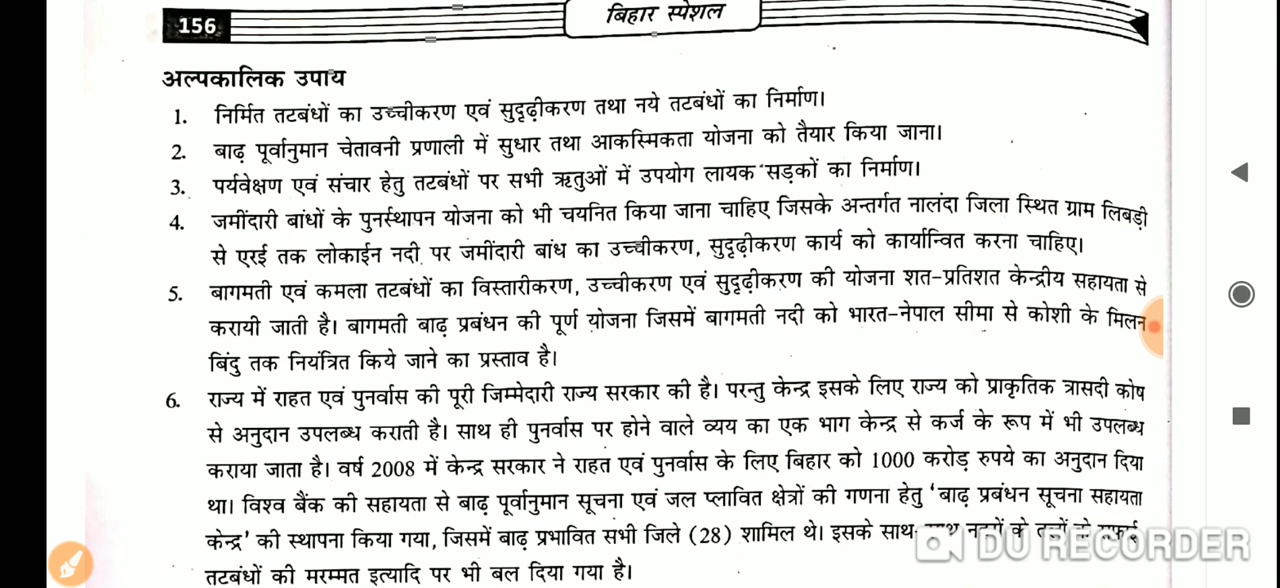 156
बिहार स्पेशल
अल्पकालिक उपाय
1. निर्मित तटबंधों का उच्चीकरण एवं सुदृढ़ीकरण तथा नये तटबंधों का निर्माण।
2. बाढ़ पूर्वानुमान चेतावनी प्रणाली में सुधार तथा आकस्मिकता योजना को तैयार किया जाना।
3. पर्यवेक्षण एवं संचार हेतु तटबंधों पर सभी ऋतुओं में उपयोग लायक सड़कों का निर्माण।
4. जमींदारी बांधों के पुनर्स्थापन योजना को भी चयनित किया जाना चाहिए जिसके अन्तर्गत नालंदा जिला स्थित ग्राम लिबड़ी
से एरई तक लोकाईन नदी पर जमींदारी बांध का उच्चीकरण, सुदृढ़ीकरण कार्य को कार्यान्वित करना चाहिए।
5. बागमती एवं कमला तटबंधों का विस्तारीकरण, उच्चीकरण एवं सुदृढ़ीकरण की योजना शत-प्रतिशत केन्द्रीय सहायता से
करायी जाती है। बागमती बाढ़ प्रबंधन की पूर्ण योजना जिसमें बागमती नदी को भारत-नेपाल सीमा से कोशी के मिलन
बिंदु तक नियंत्रित किये जाने का प्रस्ताव है।
6. राज्य में राहत एवं पुनर्वास की पूरी जिम्मेदारी राज्य सरकार की है। परन्तु केन्द्र इसके लिए राज्य को प्राकृतिक त्रासदी कोष
से अनुदान उपलब्ध कराती है। साथ ही पुनर्वास पर होने वाले व्यय का एक भाग केन्द्र से कर्ज के रूप में भी उपलब्ध
कराया जाता है। वर्ष 2008 में केन्द्र सरकार ने राहत एवं पुनर्वास के लिए बिहार को 1000 करोड़ रुपये का अनुदान दिया
था। विश्व बैंक की सहायता से बाढ़ पूर्वानुमान सूचना एवं जल प्लावित क्षेत्रों की गणना हेतु 'बाढ़ प्रबंधन सूचना सहायता
केन्द्र' की स्थापना किया गया, जिसमें बाढ़ प्रभावित सभी जिले (28) शामिल थे। इसके साथ-
तटबंधों की मरम्मत इत्यादि पर भी बल दिया गया है।
DU RECORDER